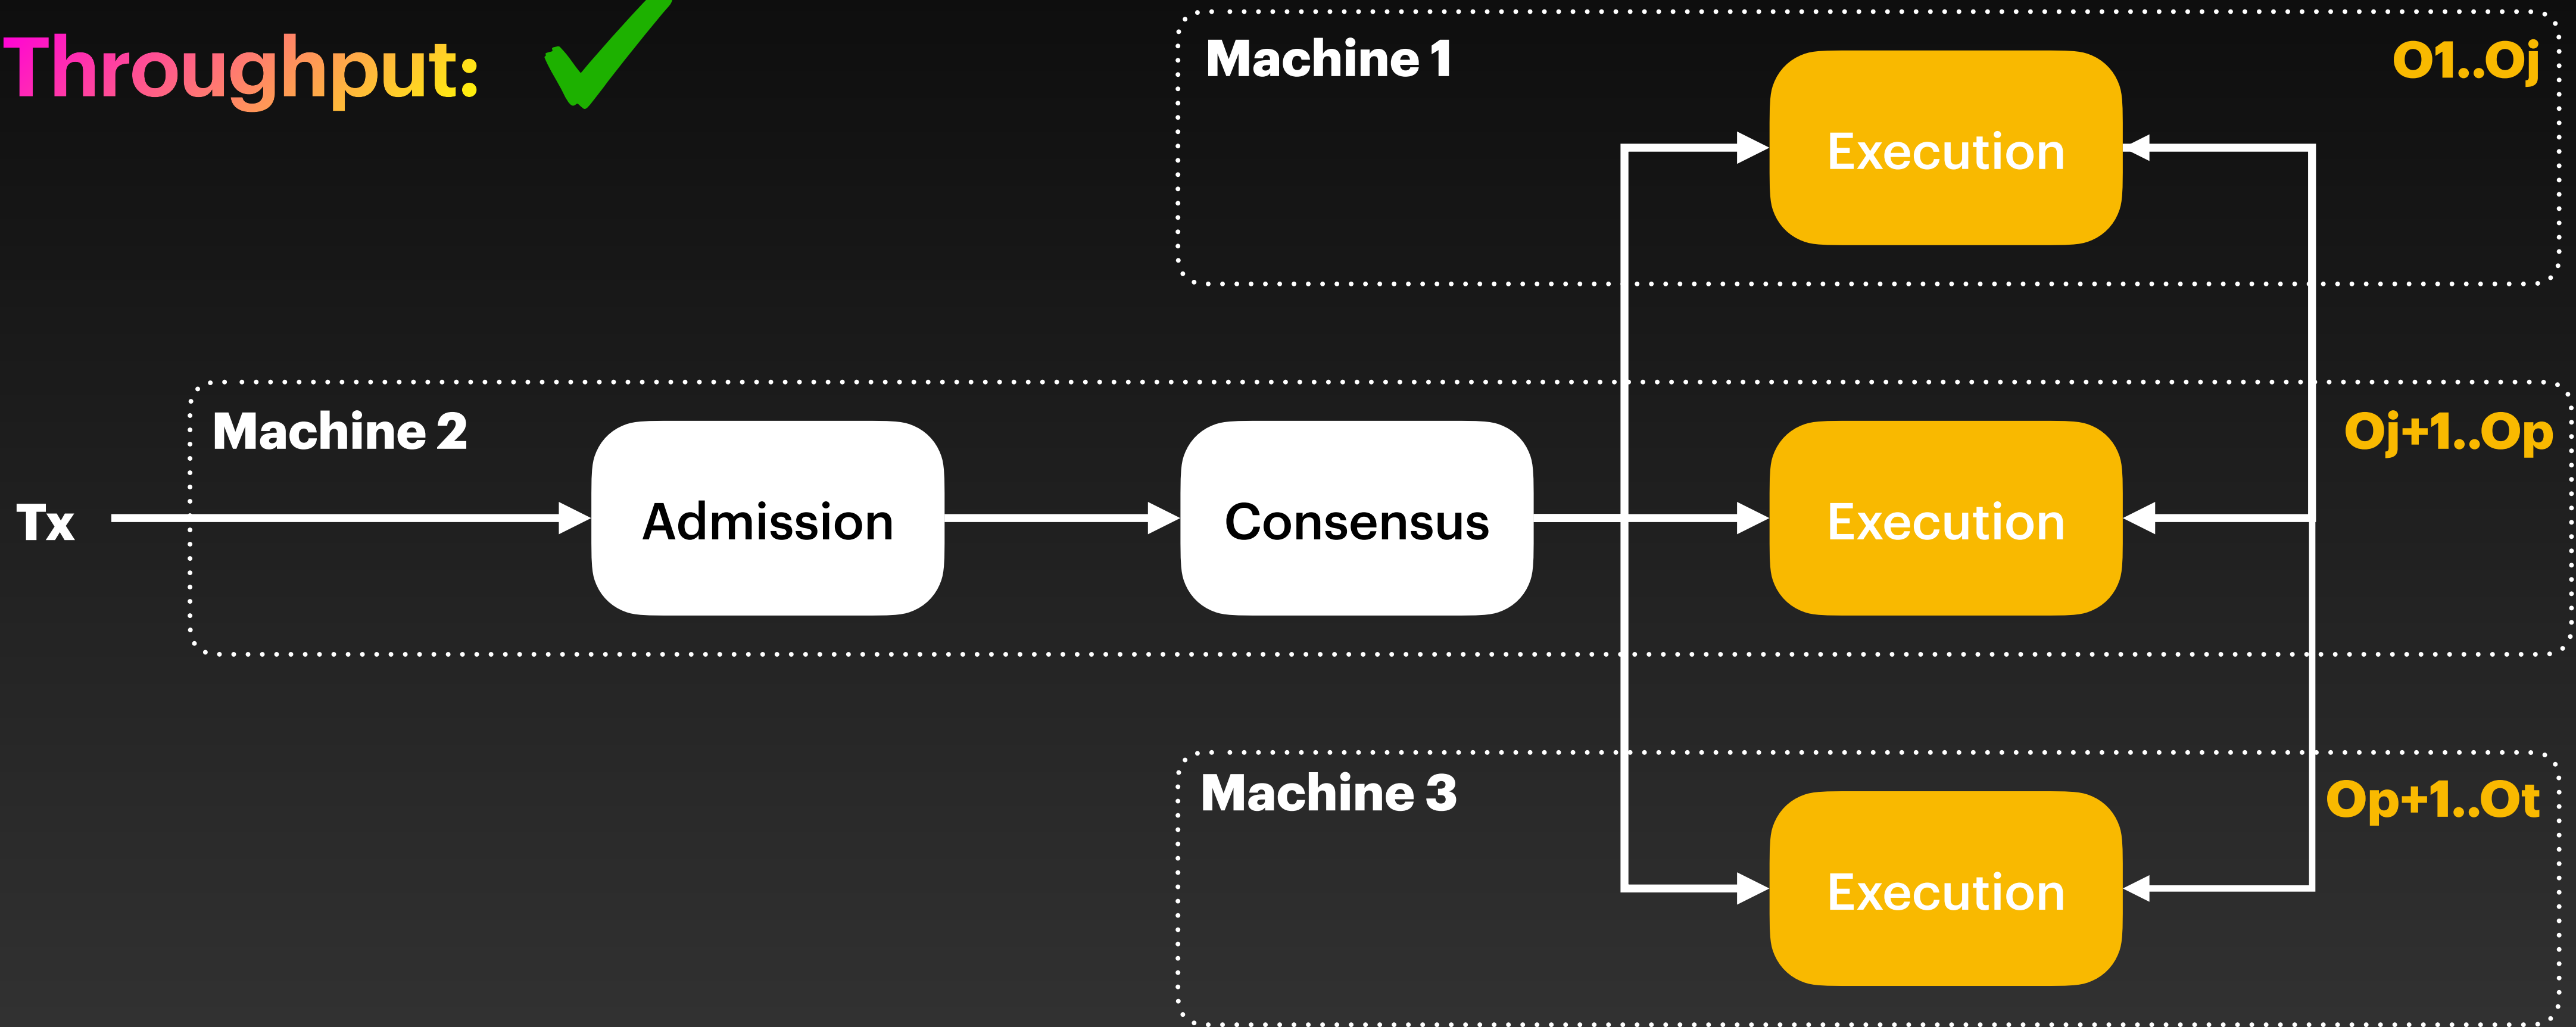 Throughput:
Machine 1
O1..Oj
Execution
Machine 2
Oj+1..Op
Tx
Admission
Consensus
Execution
Machine 3
Op+1..Ot
Execution